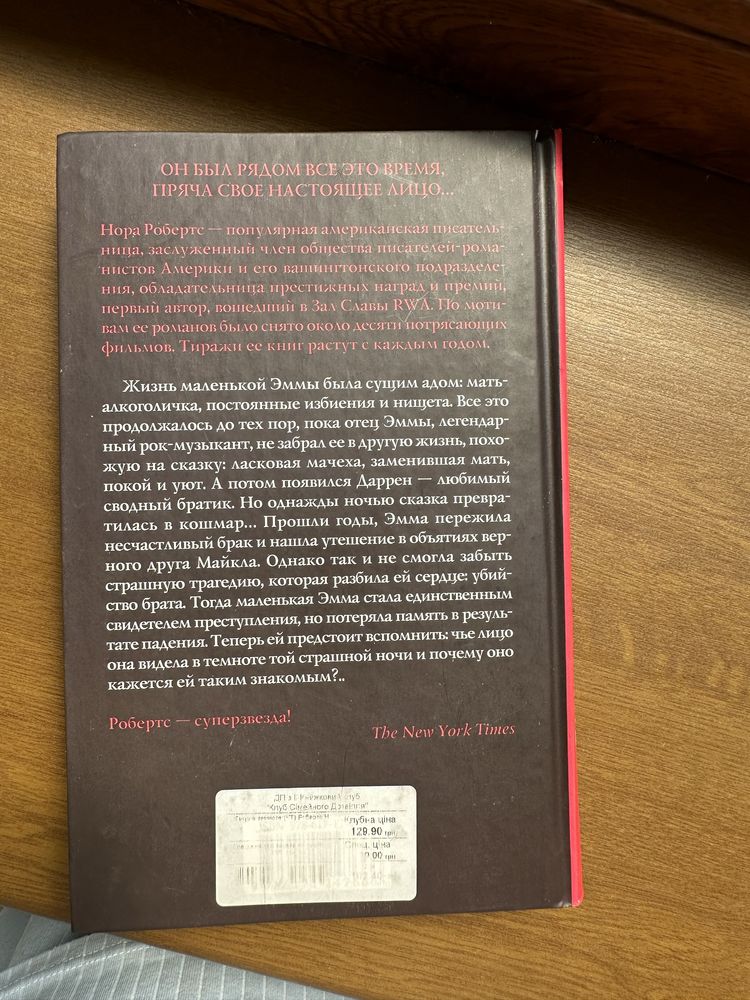 ОН БЫЛ РЯДОМ ВСЕ ЭТО ВРЕМЯ,
ПРЯЧА СВОЕ НАСТОЯЩЕЕ ЛИЦО...
Нора Робертс — популярная американская писатель-
ница, заслуженный член общества писателей-рома-
нистов Америки и его вашингтонского подразделе-
ния, обладательница престижных наград и премий,
первый автор, вошедший в Зал Славы RWA. По моти-
вам ее романов было снято около десяти потрясающих
фильмов. Тиражи ее книг растут с каждым годом.
Жизнь маленькой Эммы была сущим адом: мать-
алкоголичка, постоянные избиения и нищета. Все это
продолжалось до тех пор, пока отец Эммы, легендар-
ный рок-музыкант, не забрал ее в другую жизнь, похо-
жую на сказку: ласковая мачеха, заменившая мать,
покой и уют. А потом появился Даррен — любимый
сводный братик. Но однажды ночью сказка превра-
тилась в кошмар... Прошли годы, Эмма пережила
несчастливый брак и нашла утешение в объятиях вер-
ного друга Майкла. Однако так и не смогла забыть
страшную трагедию, которая разбила ей сердце: убий-
ство брата. Тогда маленькая Эмма стала единственным
свидетелем преступления, но потеряла память в резуль-
тате падения. Теперь ей предстоит вспомнить: чье лицо
она видела в темноте той страшной ночи и почему оно
кажется ей таким знакомым?..
Робертс — суперзвезда!
The New York Times
"Клуб Сімейного Дозвілля"
Клубна ціна
129.90 грн
Спец. ціна
грн